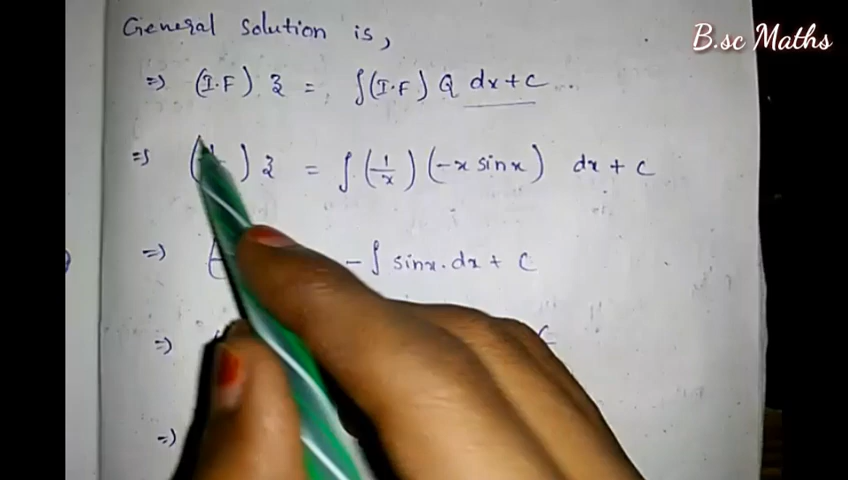 B.sc Maths
General solution is,
=> (I.F) z = ∫(I.F) Q dx+c
=> ( ) z = ∫ (1/x) (-x sinx) dx + c
=> - ∫ sinx.dx + c
=> c
=>